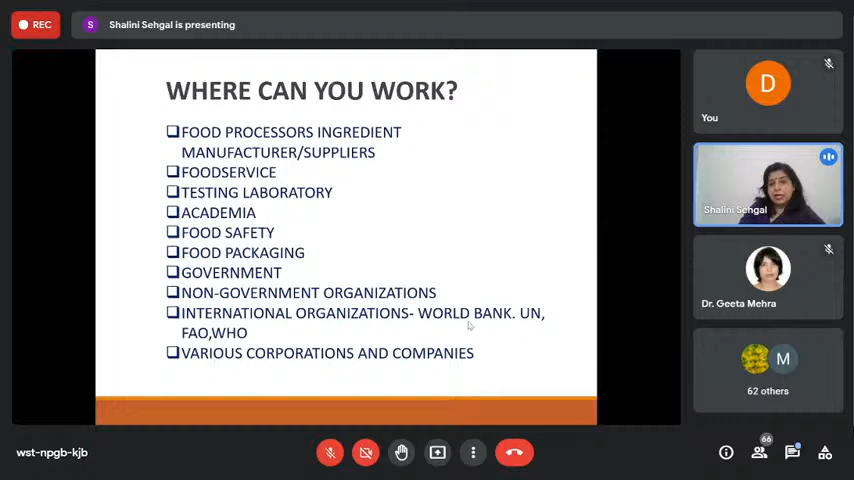 REC
S Shalini Sehgal is presenting
WHERE CAN YOU WORK?
FOOD PROCESSORS INGREDIENT
MANUFACTURER/SUPPLIERS
FOODSERVICE
TESTING LABORATORY
ACADEMIA
FOOD SAFETY
FOOD PACKAGING
GOVERNMENT
NON-GOVERNMENT ORGANIZATIONS
INTERNATIONAL ORGANIZATIONS- WORLD BANK. UN,
FAO,WHO
VARIOUS CORPORATIONS AND COMPANIES
D
You
Shalini Sehgal
Dr. Geeta Mehra
M
62 others
wst-npgb-kjb
66